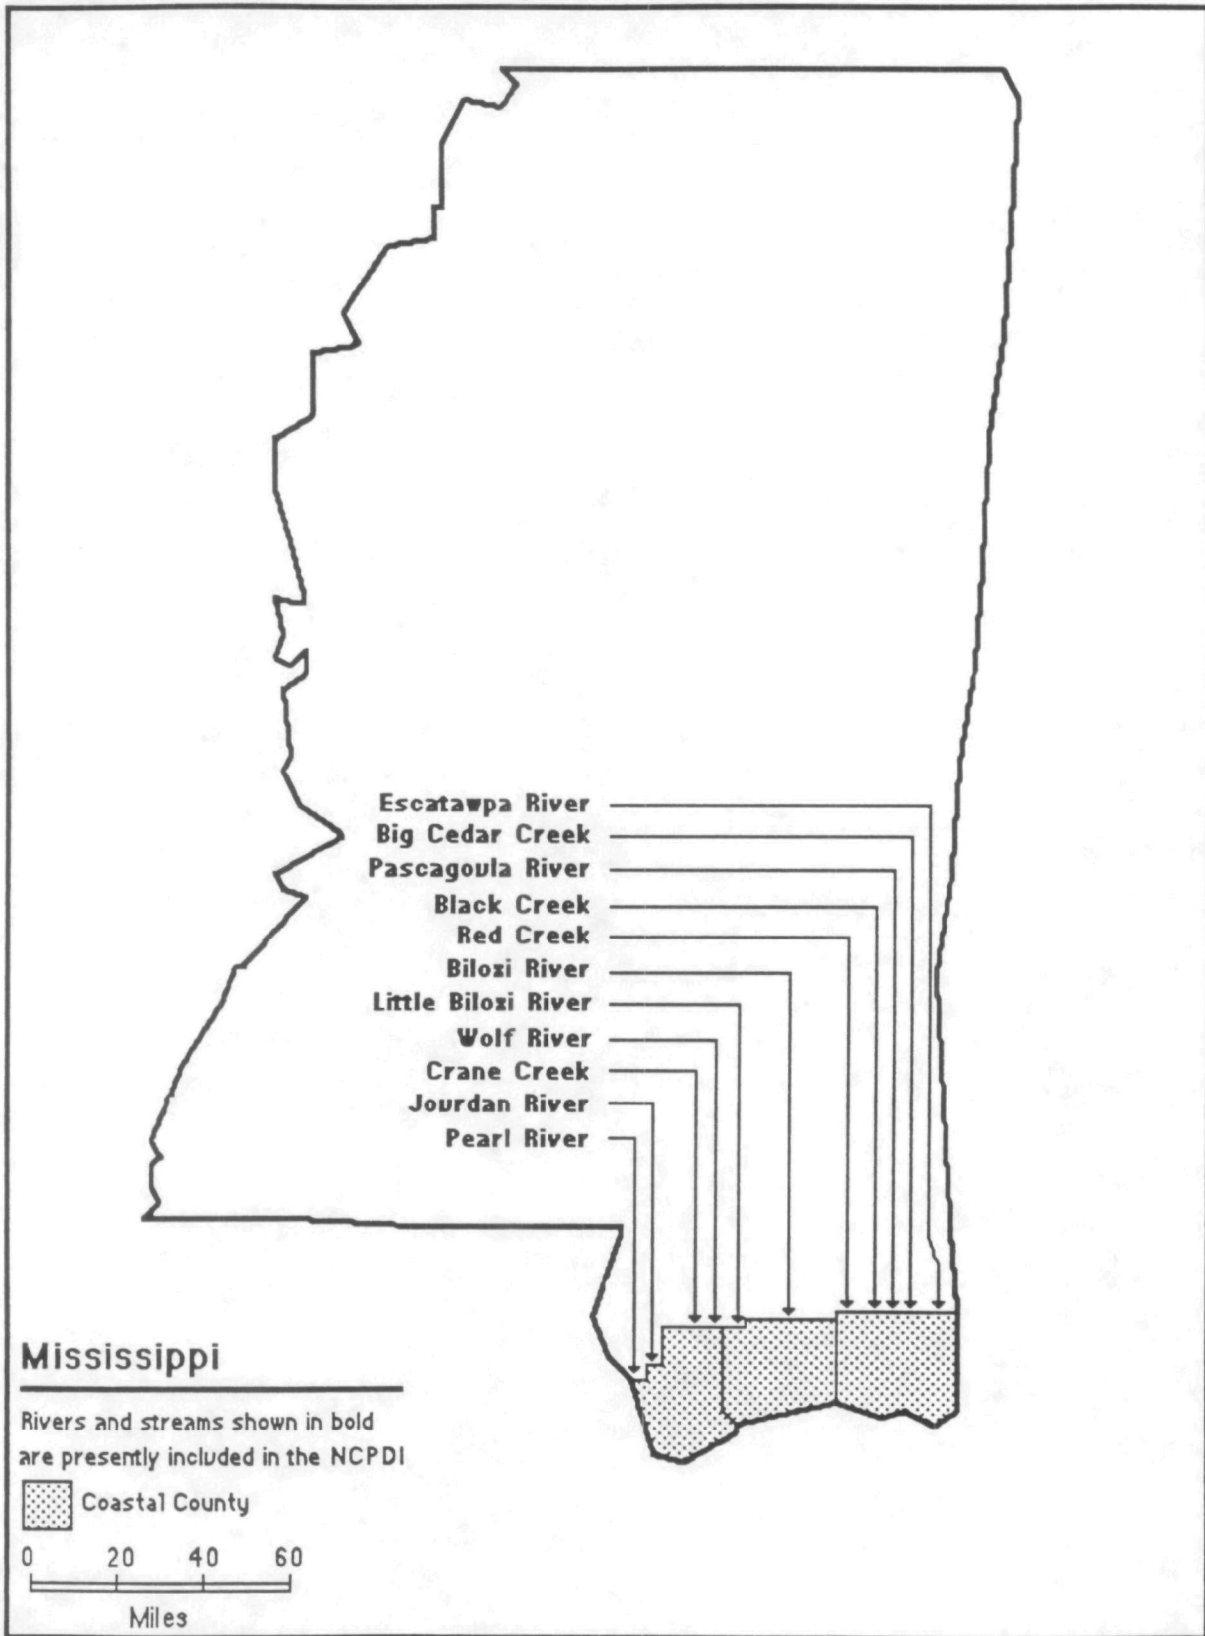 Escatawpa River
Big Cedar Creek
Pascagoula River
Black Creek
Red Creek
Biloxi River
Little Biloxi River
Wolf River
Crane Creek
Jourdan River
Pearl River
Mississippi
Rivers and streams shown in bold
are presently included in the NCPDI
Coastal County
0 20 40 60
Miles